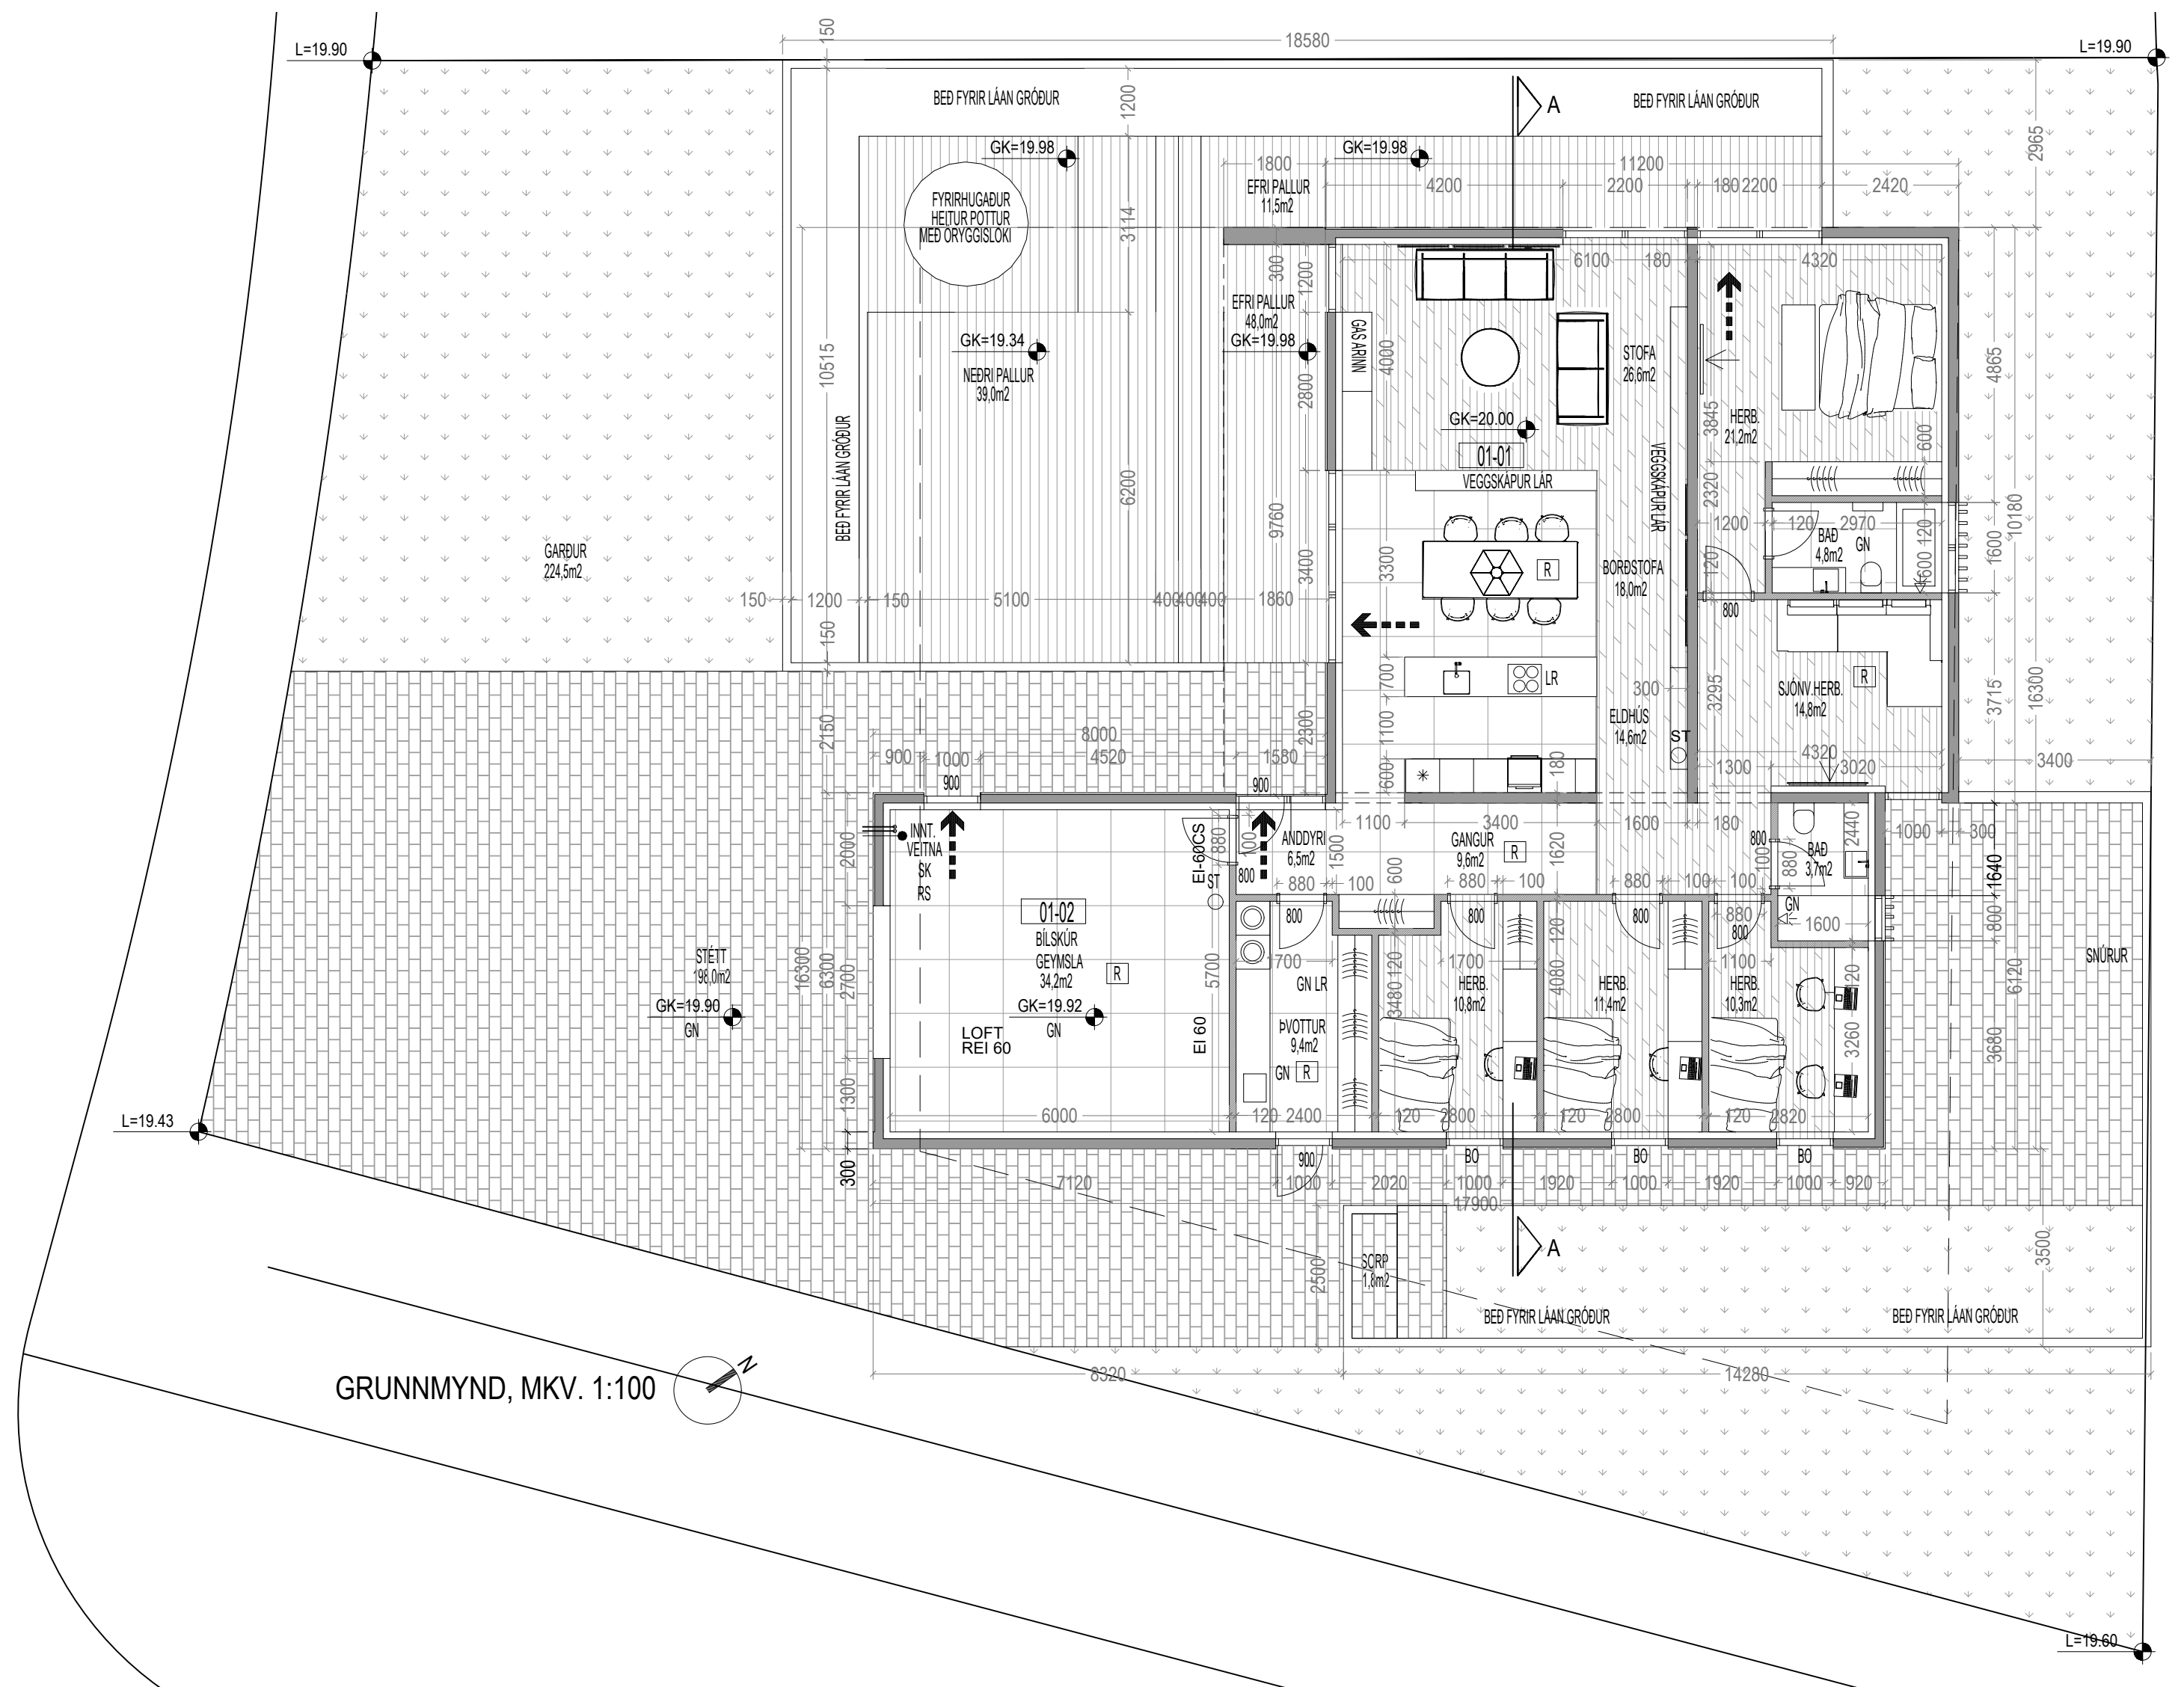 L=19.90
150
18580
L=19.90
BEÐ FYRIR LÁAN GRÓÐUR
1200
A
BEÐ FYRIR LÁAN GRÓÐUR
2965
GK=19.98
GK=19.98
1800
11200
EFRI PALLUR
11,5m2
4200
2200
180
2200
2420
FYRIRHUGAÐUR
HEITUR POTTUR
MEÐ ÖRYGGISLOKI
3114
300
1200
6100
180
4320
EFRI PALLUR
48,0m2
GK=19.98
GAS ARINN
4000
STOFA
26,6m2
10515
GK=19.34
NEÐRI PALLUR
39,0m2
2800
4865
GK=20.00
01-01
HERB.
21,2m2
3845
600
BEÐ FYRIR LÁAN GRÓÐUR
VEGGSKÁPUR LÁR
VEGGSKÁPUR LÁR
2320
6200
9760
3400
3300
R
1200
120
2970
BAÐ
4,8m2
GN
120
1600
1600
10180
GARÐUR
224,5m2
BORÐSTOFA
18,0m2
120
800
150
1200
150
5100
400
400
400
1860
150
16300
700
LR
300
3295
SJÓNV.HERB.
14,8m2
R
3715
2150
8000
900
1000
4520
1580
2300
1100
ELDHÚS
14,6m2
ST
4320
1300
3020
3400
900
900
600
180
INNT.
VEITNA
SK
RS
2000
EI-60CS
880
100
ST
800
ANDDYRI
6,5m2
1500
1100
3400
1600
180
GANGUR
9,6m2
R
1620
800
100
880
BAÐ
3,7m2
2440
1000
300
1640
880
100
600
880
100
880
100
100
880
GN
1600
800
01-02
BÍLSKÚR
GEYMSLA
34,2m2
R
800
800
800
800
16300
6300
2700
5700
1700
GN LR
120
3480
1700
HERB.
10,8m2
120
4080
HERB.
11,4m2
1100
HERB.
10,3m2
120
6120
SNÚRUR
STÉTT
198,0m2
GK=19.90
GN
GK=19.92
GN
LOFT
REI 60
EI 60
ÞVOTTUR
9,4m2
GN
R
3260
3680
1300
L=19.43
6000
120
2400
120
2800
120
2800
120
2820
300
900
BO
BO
BO
7120
1000
2020
1000
1920
1000
1920
1000
920
17900
2500
SORP
1,8m2
A
3500
BEÐ FYRIR LÁAN GRÓÐUR
BEÐ FYRIR LÁAN GRÓÐUR
8320
14280
GRUNNMYND, MKV. 1:100
N
L=19.60